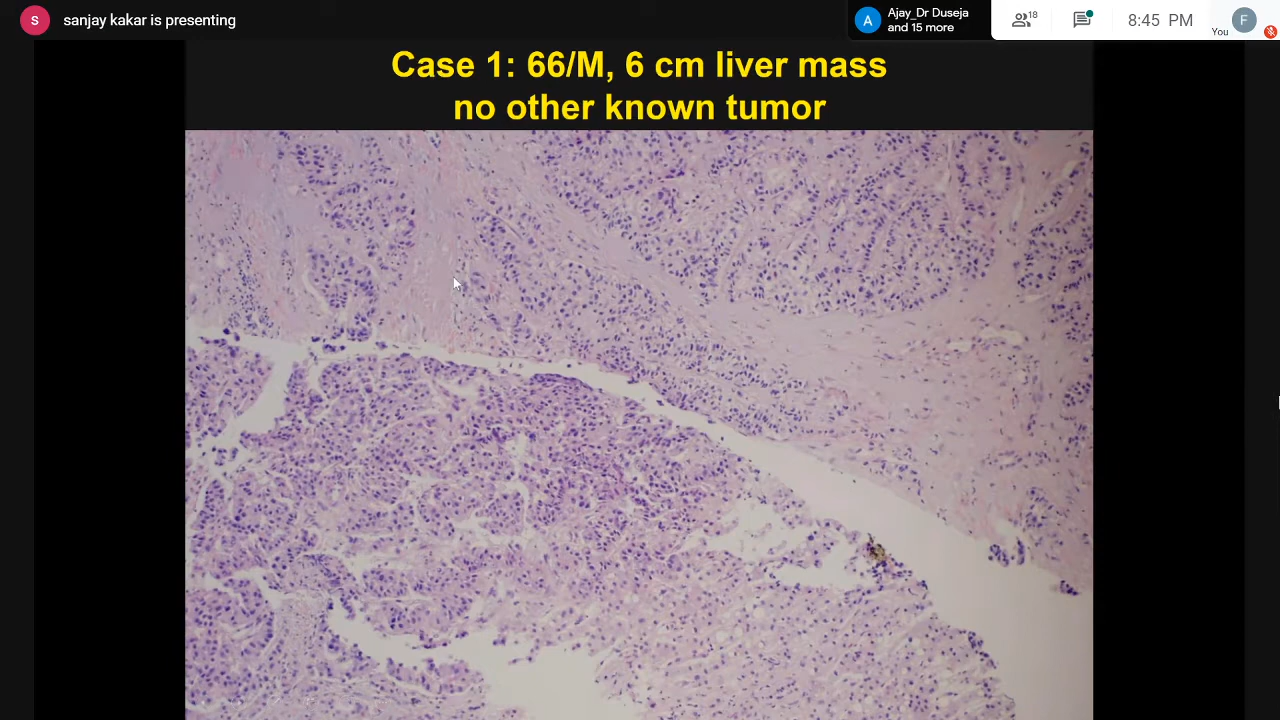 S
sanjay kakar is presenting
A
Ajay_Dr Duseja
and 15 more
18
8:45 PM
You
F
Case 1: 66/M, 6 cm liver mass
no other known tumor